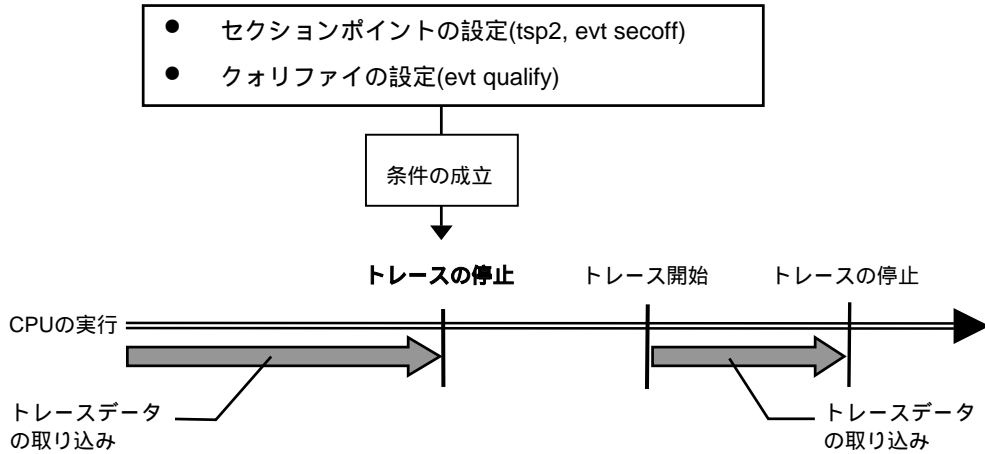 ● セクションポイントの設定(tsp2, evt secoff)
● クォリファイの設定(evt qualify)
条件の成立
トレースの停止 トレース開始 トレースの停止
CPUの実行
トレースデータ
の取り込み
トレースデータ
の取り込み